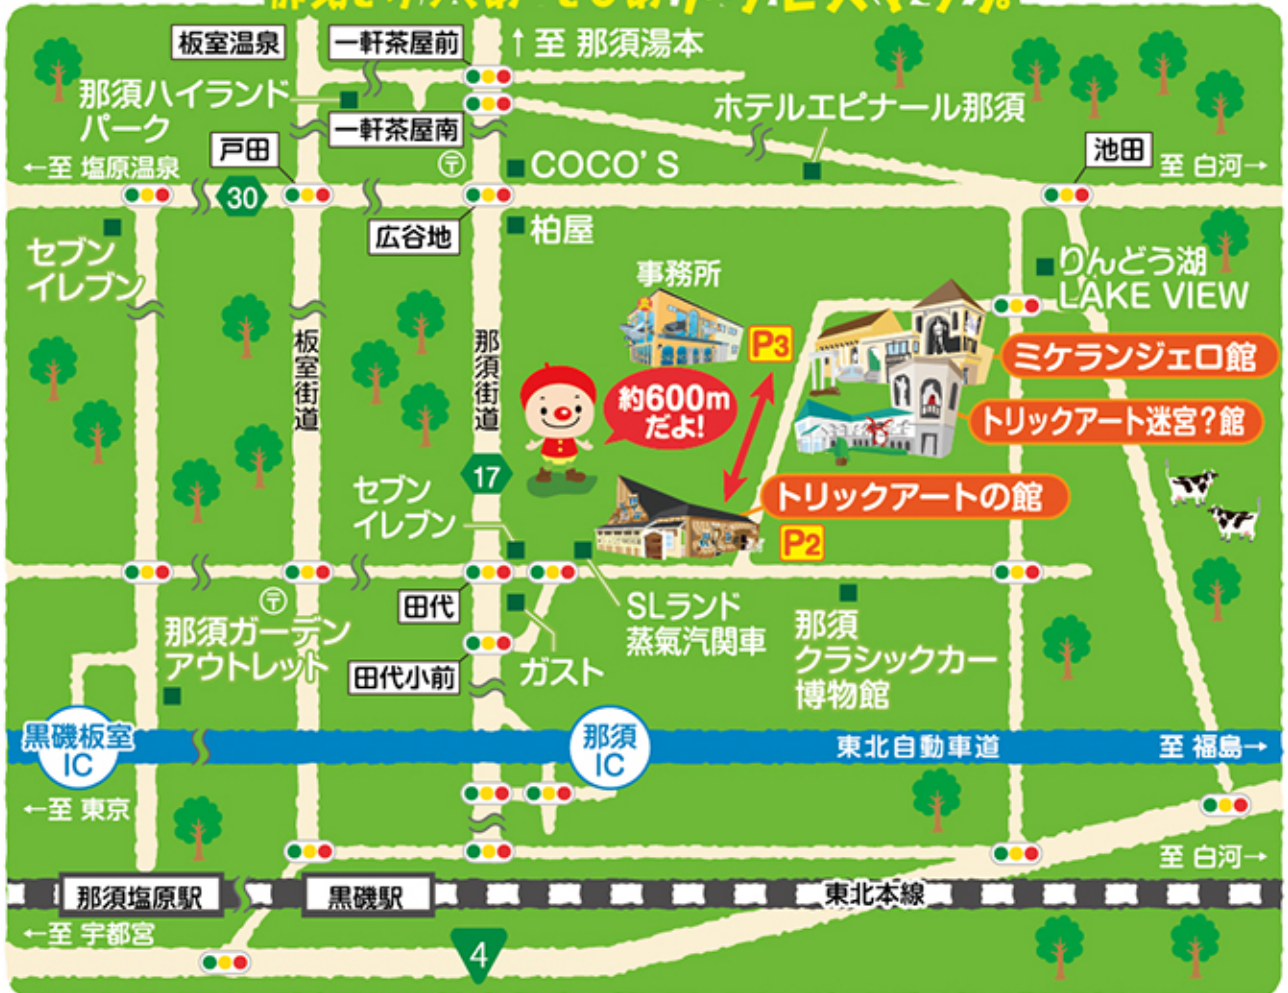 板室温泉
一軒茶屋前
↑至 那須湯本
那須ハイランド
パーク
一軒茶屋南
ホテルエピナール那須
戸田
〒
COCO'S
池田
←至 塩原温泉
至 白河→
30
広谷地
柏屋
セブン
イレブン
事務所
りんどう湖
LAKE VIEW
板室街道
那須街道
P3
ミケランジェロ館
約600m
だよ!
トリックアート迷宮?館
17
セブン
イレブン
トリックアートの館
P2
〒
田代
SLランド
蒸氣汽関車
那須
クラシックカー
博物館
那須ガーデン
アウトレット
田代小前
ガスト
黒磯板室
IC
那須
IC
東北自動車道
至 福島→
←至 東京
至 白河→
那須塩原駅
黒磯駅
東北本線
←至 宇都宮
4